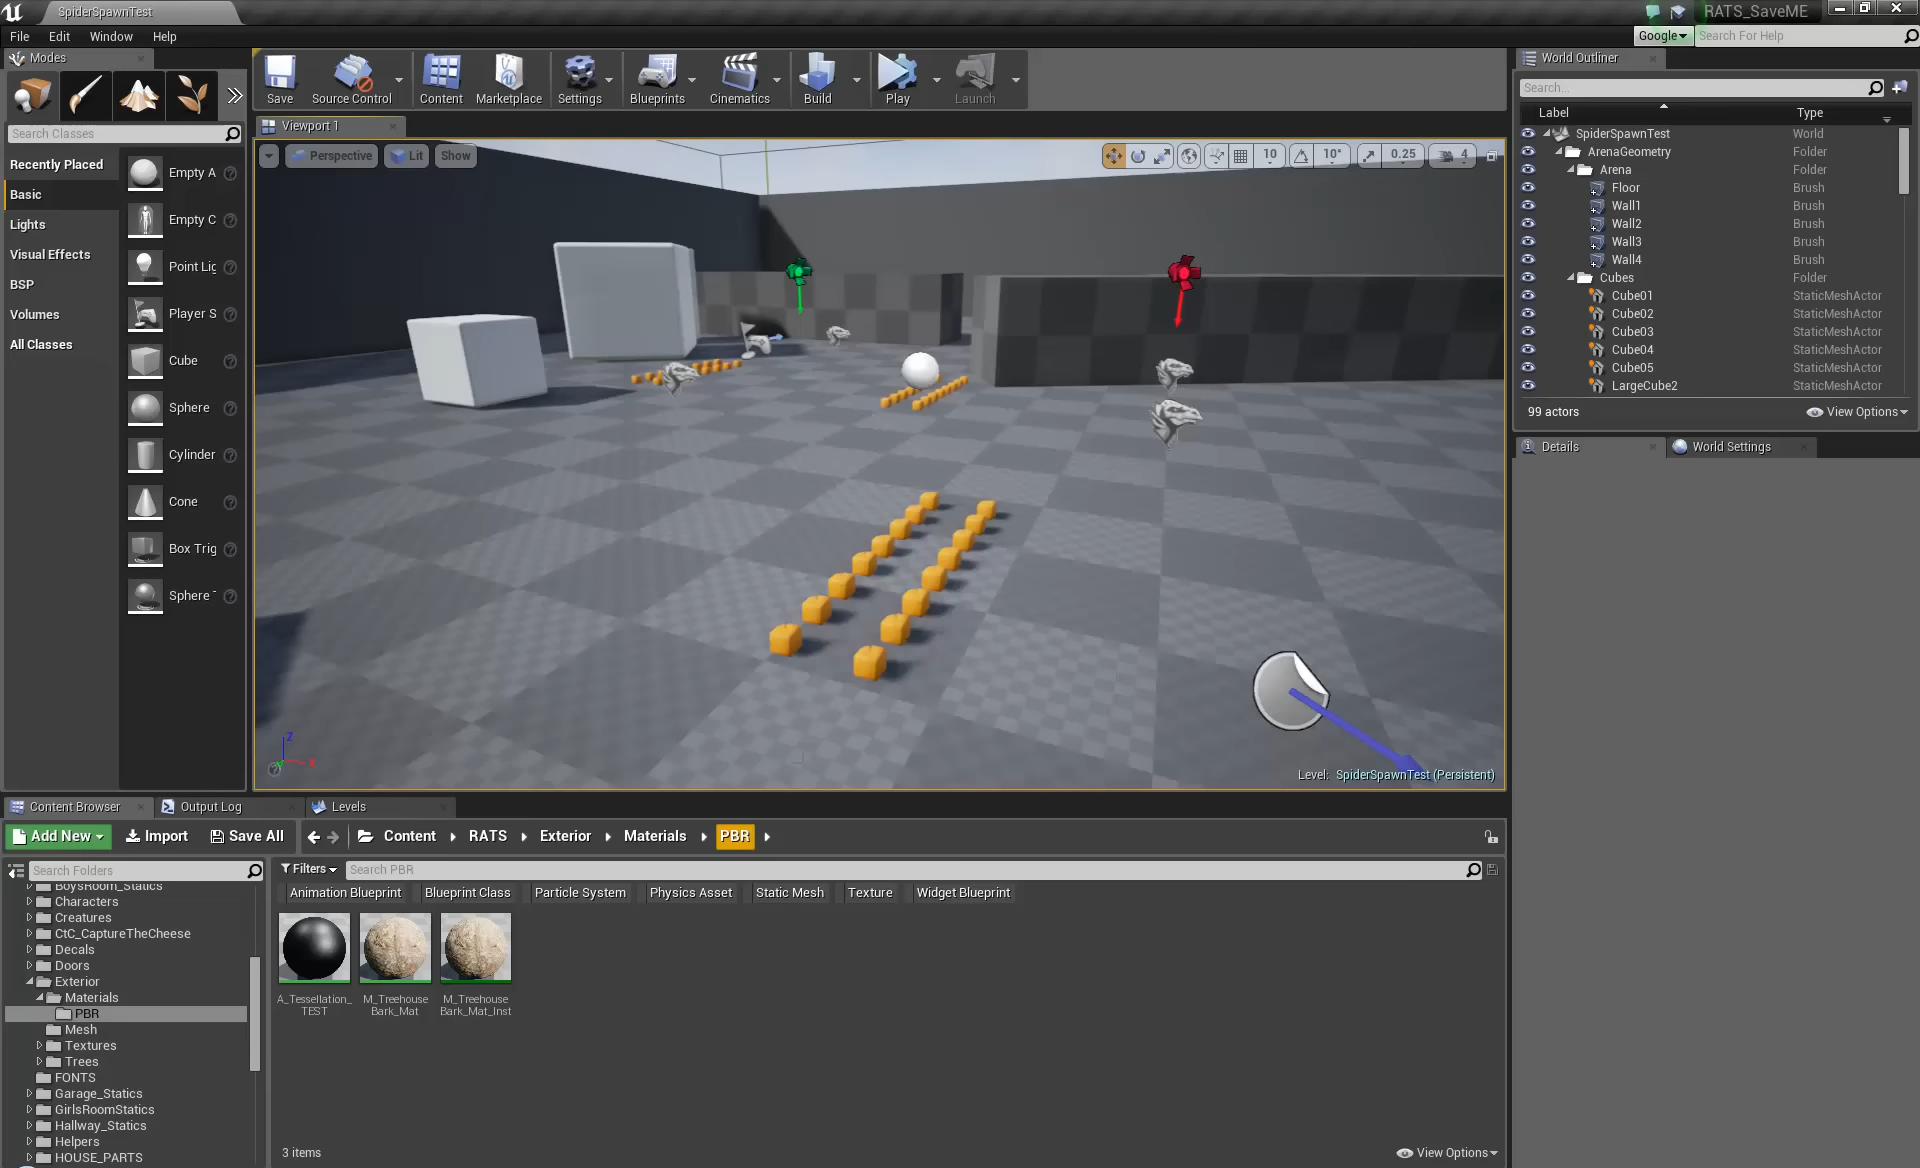 SpiderSpawnTest
RATS_SaveME
File Edit Window Help
Google
Search For Help
Modes
Search Classes
Recently Placed
Basic
Lights
Visual Effects
BSP
Volumes
All Classes
Empty A
Empty C
Point Lig
Player S
Cube
Sphere
Cylinder
Cone
Box Trig
Sphere
Save
Source Control
Content
Marketplace
Settings
Blueprints
Cinematics
Build
Play
Launch
Viewport 1
Perspective
Lit
Show
10
10°
0.25
4
Z
X
Level: SpiderSpawnTest (Persistent)
World Outliner
Search...
Label Type
SpiderSpawnTest World
ArenaGeometry Folder
Arena Folder
Floor Brush
Wall1 Brush
Wall2 Brush
Wall3 Brush
Wall4 Brush
Cubes Folder
Cube01 StaticMeshActor
Cube02 StaticMeshActor
Cube03 StaticMeshActor
Cube04 StaticMeshActor
Cube05 StaticMeshActor
LargeCube2 StaticMeshActor
99 actors
View Options
Details
World Settings
Content Browser
Output Log
Levels
Add New
Import
Save All
Content RATS Exterior Materials PBR
Search Folders
BoysRoom_Statics
Characters
Creatures
CtC_CaptureTheCheese
Decals
Doors
Exterior
Materials
PBR
Mesh
Textures
Trees
FONTS
Garage_Statics
GirlsRoomStatics
Hallway_Statics
Helpers
HOUSE_PARTS
Filters
Search PBR
Animation Blueprint
Blueprint Class
Particle System
Physics Asset
Static Mesh
Texture
Widget Blueprint
A_Tessellation_
TEST
M_Treehouse
Bark_Mat
M_Treehouse
Bark_Mat_Inst
3 items
View Options